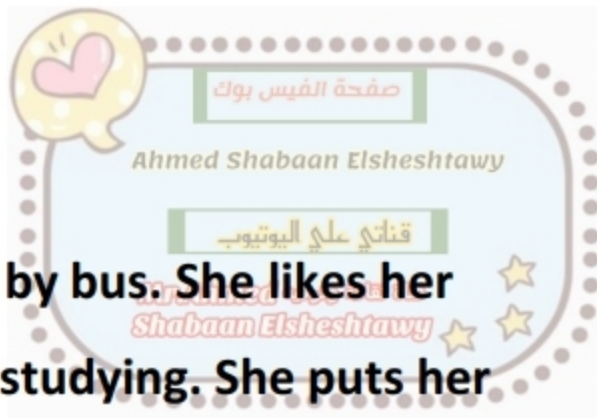 صفحة الفيس بوك
Ahmed Shabaan Elsheshtawy
قناتي علي اليوتيوب
by bus. She likes her
Shabaan Elsheshtawy
studying. She puts her